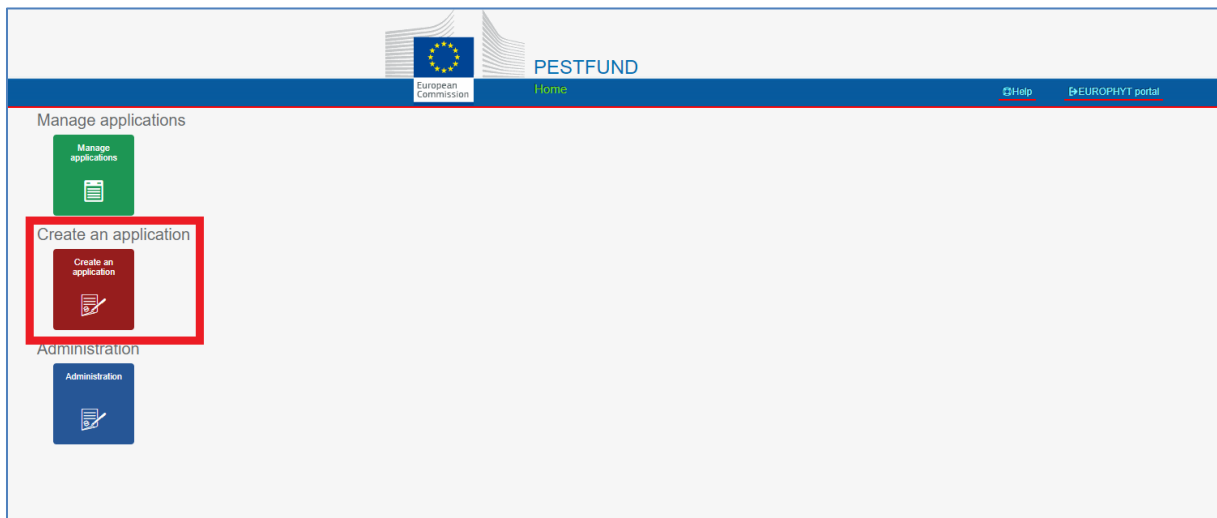 European
Commission
PESTFUND
Home
Help
EUROPHYT portal
Manage applications
Manage
applications
Create an application
Create an
application
Administration
Administration